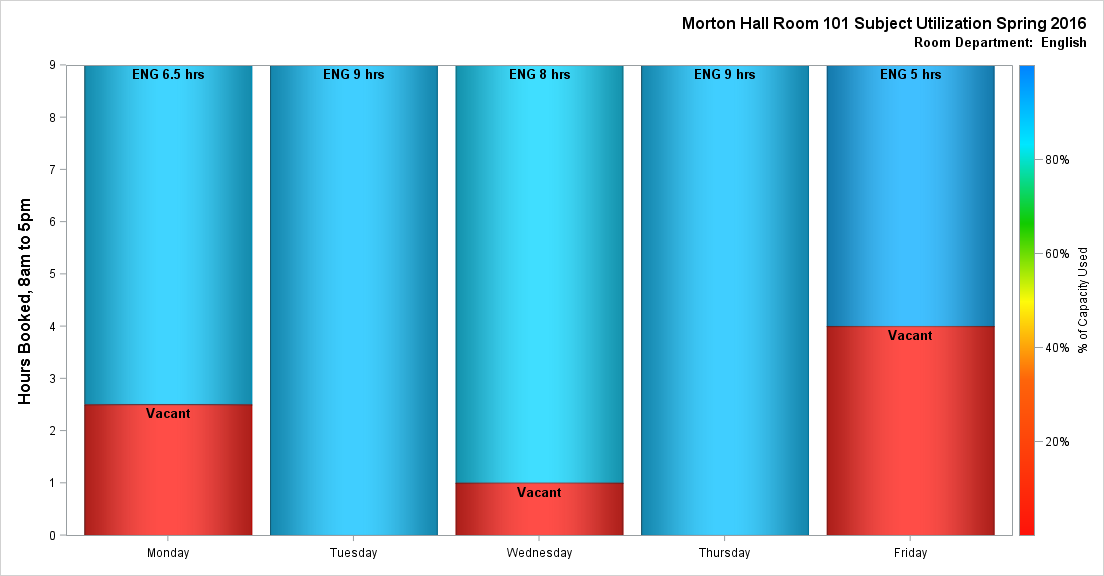 Morton Hall Room 101 Subject Utilization Spring 2016
Room Department:  English
Hours Booked, 8am to 5pm
9
8
7
6
5
4
3
2
1
0
ENG 6.5 hrs
Vacant
ENG 9 hrs
ENG 8 hrs
Vacant
ENG 9 hrs
ENG 5 hrs
Vacant
Monday
Tuesday
Wednesday
Thursday
Friday
80%
60%
40%
20%
% of Capacity Used